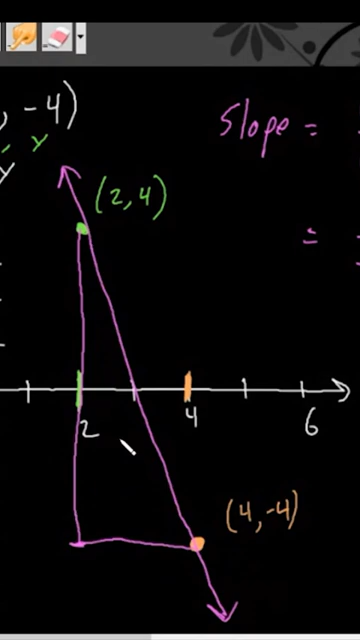 , -4)
- y
y
Slope =
(2, 4)
=
2
4
6
(4, -4)